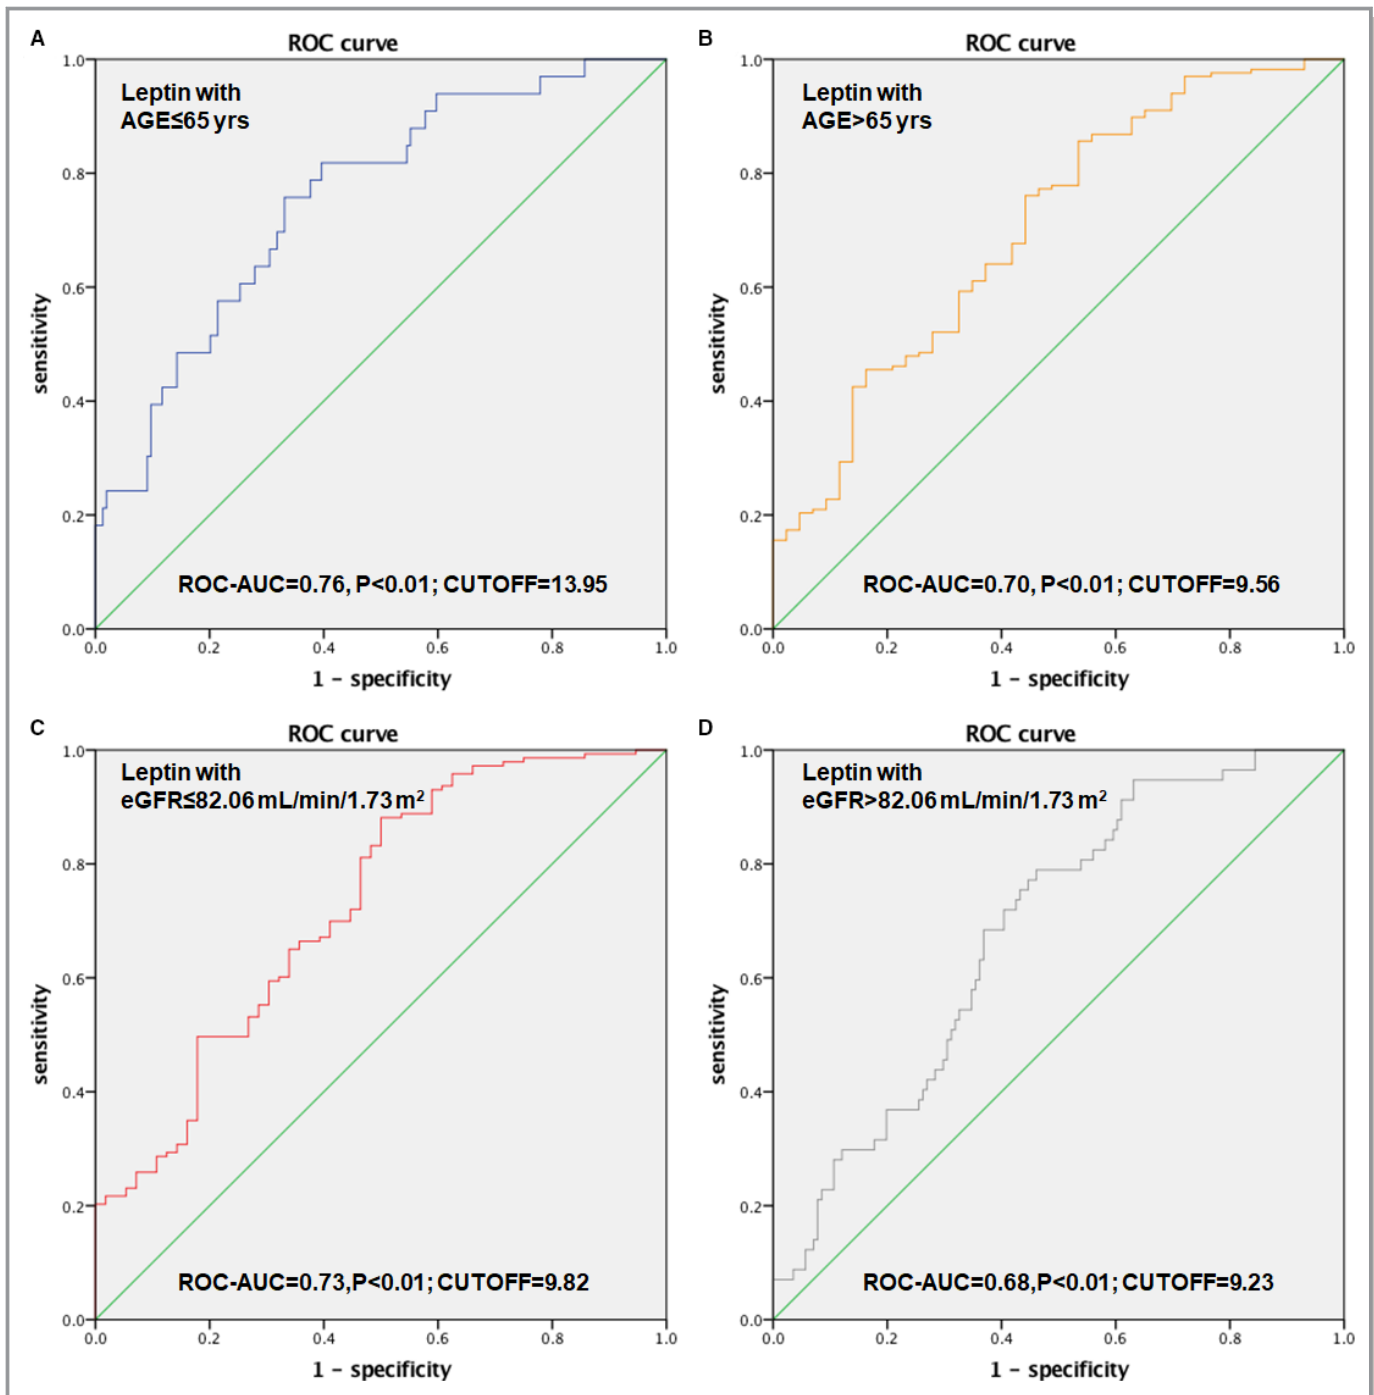 A
ROC curve
Leptin with
AGE≤65 yrs
1.0
0.8
0.6
0.4
0.2
0.0
sensitivity
ROC-AUC=0.76, P<0.01; CUTOFF=13.95
0.0 0.2 0.4 0.6 0.8 1.0
1 - specificity
B
ROC curve
Leptin with
AGE>65 yrs
1.0
0.8
0.6
0.4
0.2
0.0
sensitivity
ROC-AUC=0.70, P<0.01; CUTOFF=9.56
0.0 0.2 0.4 0.6 0.8 1.0
1 - specificity
C
ROC curve
Leptin with
eGFR≤82.06 mL/min/1.73 m²
1.0
0.8
0.6
0.4
0.2
0.0
sensitivity
ROC-AUC=0.73,P<0.01; CUTOFF=9.82
0.0 0.2 0.4 0.6 0.8 1.0
1 - specificity
D
ROC curve
Leptin with
eGFR>82.06 mL/min/1.73 m²
1.0
0.8
0.6
0.4
0.2
0.0
sensitivity
ROC-AUC=0.68,P<0.01; CUTOFF=9.23
0.0 0.2 0.4 0.6 0.8 1.0
1 - specificity